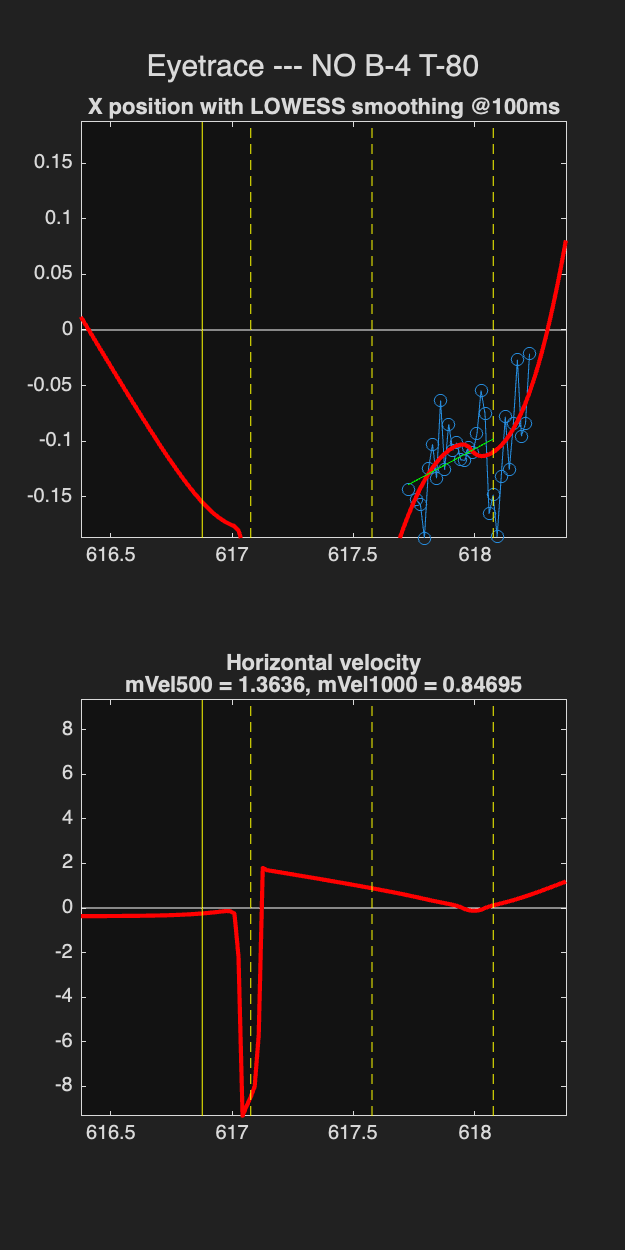 Eyetrace --- NO B-4 T-80
X position with LOWESS smoothing @100ms
0.15
0.1
0.05
0
-0.05
-0.1
-0.15
616.5 617 617.5 618
Horizontal velocity
mVel500 = 1.3636, mVel1000 = 0.84695
8
6
4
2
0
-2
-4
-6
-8
616.5 617 617.5 618